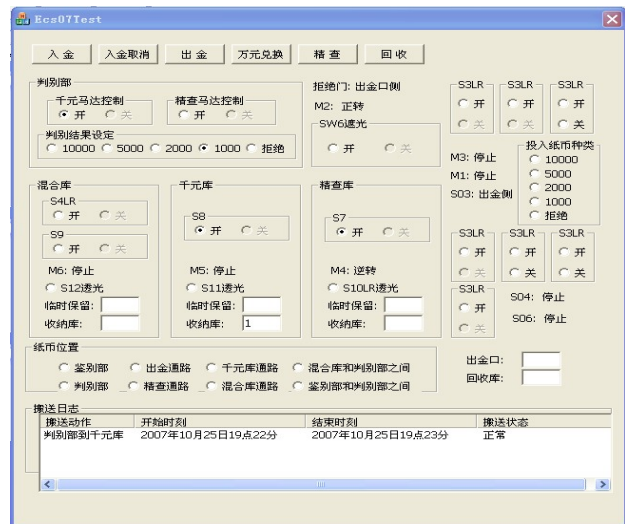 Ecs07Test
入金 入金取消 出金 万元兑换 精查 回收
判别部
千元马达控制 精查马达控制
开 关 开 关
判别结果设定
10000 5000 2000 1000 拒绝
拒绝门: 出金口侧
M2: 正转
SW6遮光
开 关
S3LR S3LR S3LR
开 开 开
关 关 关
M3: 停止
M1: 停止
S03: 出金侧
投入纸币种类
10000
5000
2000
1000
拒绝
混合库
S4LR
开 关
S9
开 关
M6: 停止
S12透光
临时保留:
收纳库:
千元库
S8
开 关
M5: 停止
S11透光
临时保留:
收纳库: 1
精查库
S7
开 关
M4: 逆转
S10LR透光
临时保留:
收纳库:
S3LR S3LR S3LR
开 开 开
关 关 关
S3LR
开
关
S04: 停止
S06: 停止
纸币位置
鉴别部 出金通路 千元库通路 混合库和判别部之间
判别部 精查通路 混合库通路 鉴别部和判别部之间
出金口:
回收库:
搬送日志
搬送动作 开始时刻 结束时刻 搬送状态
判别部到千元库 2007年10月25日19点22分 2007年10月25日19点23分 正常